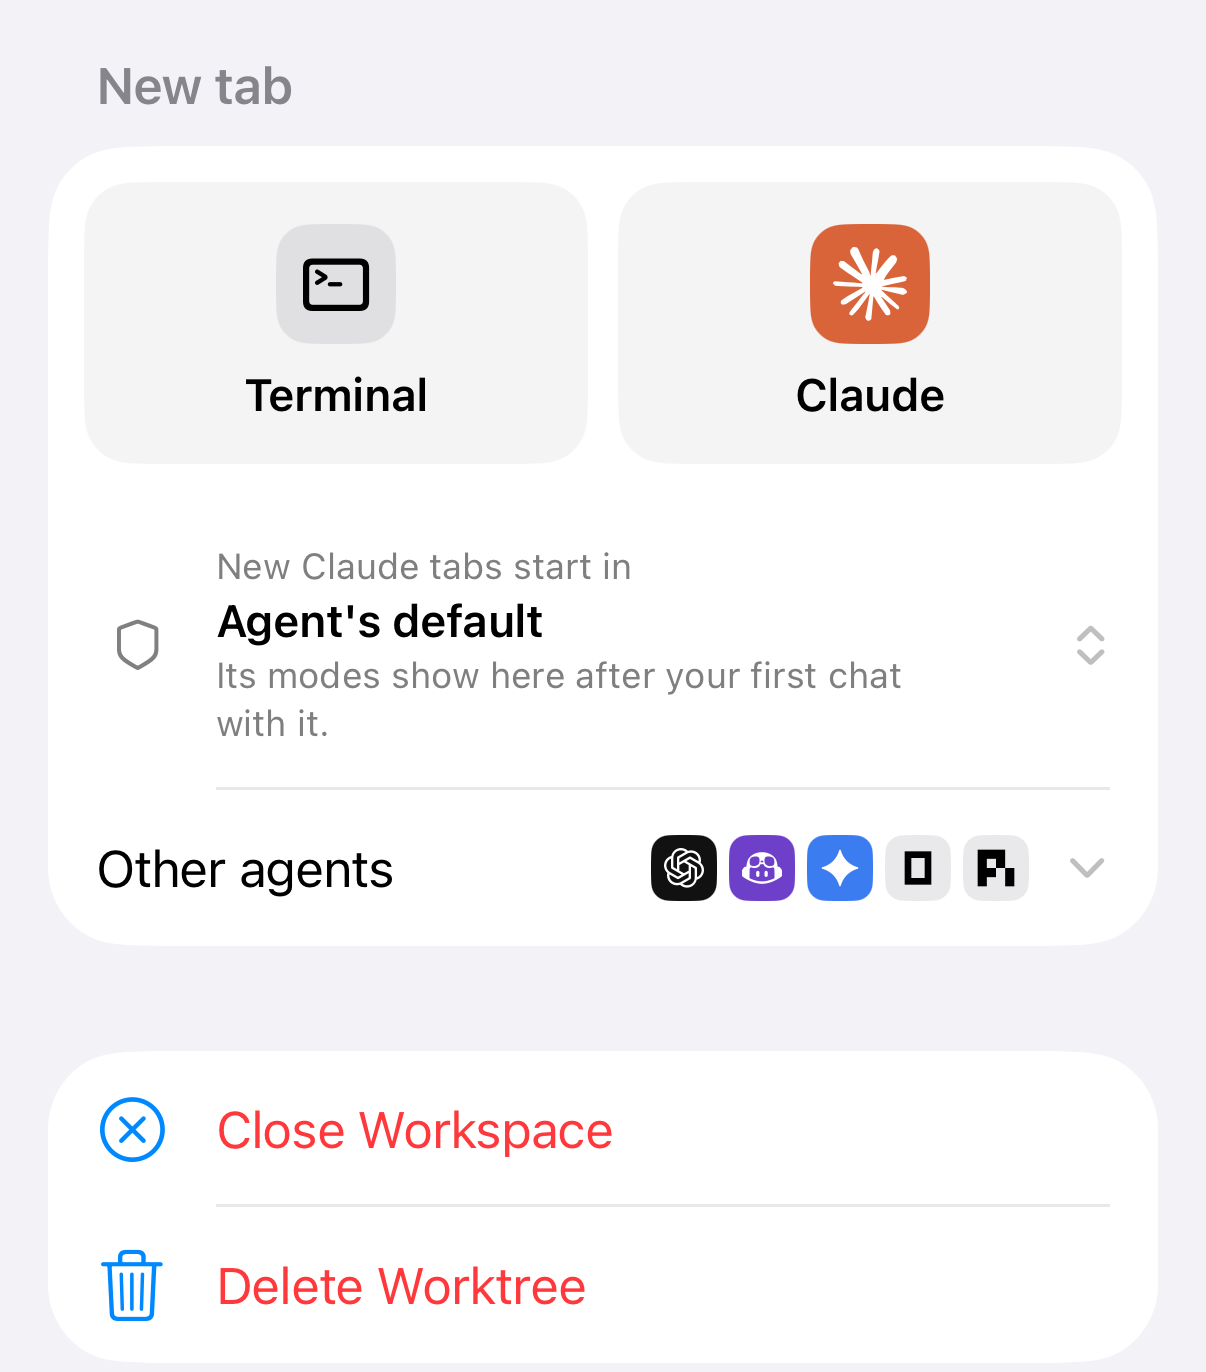 New tab
Terminal
Claude
New Claude tabs start in
Agent's default
Its modes show here after your first chat
with it.
Other agents
Close Workspace
Delete Worktree